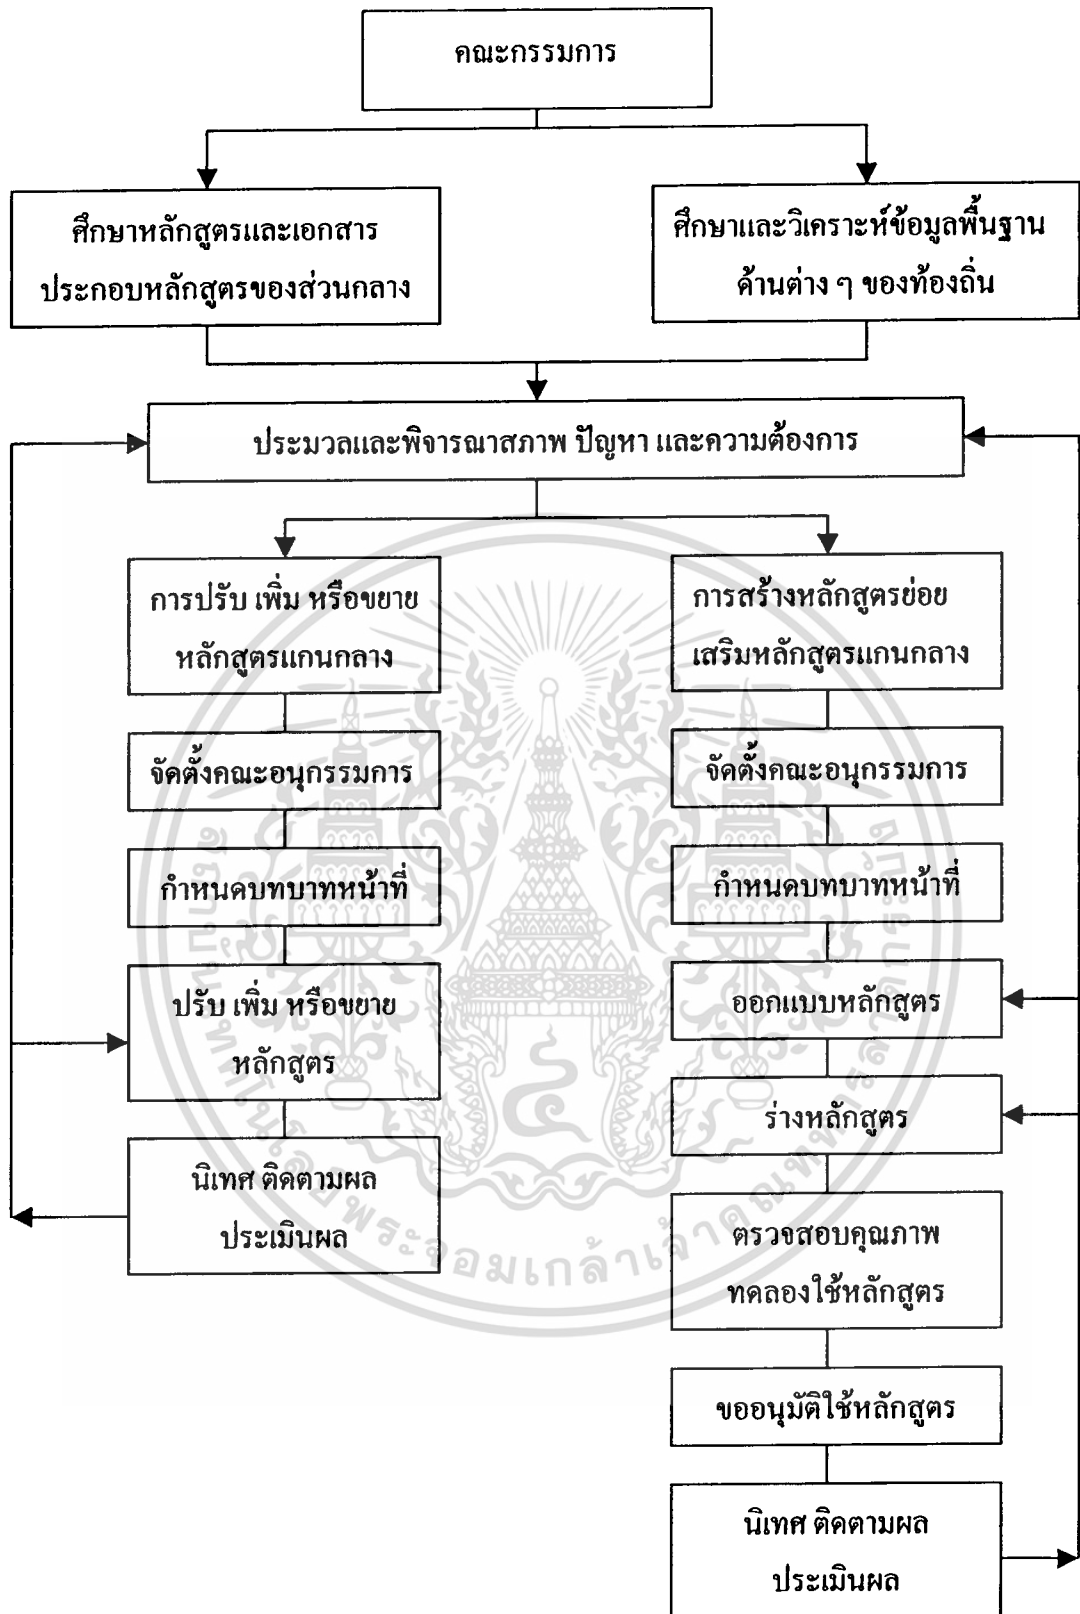 คณะกรรมการ
ศึกษาหลักสูตรและเอกสาร
ประกอบหลักสูตรของส่วนกลาง
ศึกษาและวิเคราะห์ข้อมูลพื้นฐาน
ด้านต่าง ๆ ของท้องถิ่น
ประมวลและพิจารณาสภาพ ปัญหา และความต้องการ
การปรับ เพิ่ม หรือขยาย
หลักสูตรแกนกลาง
จัดตั้งคณะอนุกรรมการ
กำหนดบทบาทหน้าที่
ปรับ เพิ่ม หรือขยาย
หลักสูตร
นิเทศ ติดตามผล
ประเมินผล
การสร้างหลักสูตรย่อย
เสริมหลักสูตรแกนกลาง
จัดตั้งคณะอนุกรรมการ
กำหนดบทบาทหน้าที่
ออกแบบหลักสูตร
ร่างหลักสูตร
ตรวจสอบคุณภาพ
ทดลองใช้หลักสูตร
ขออนุมัติใช้หลักสูตร
นิเทศ ติดตามผล
ประเมินผล